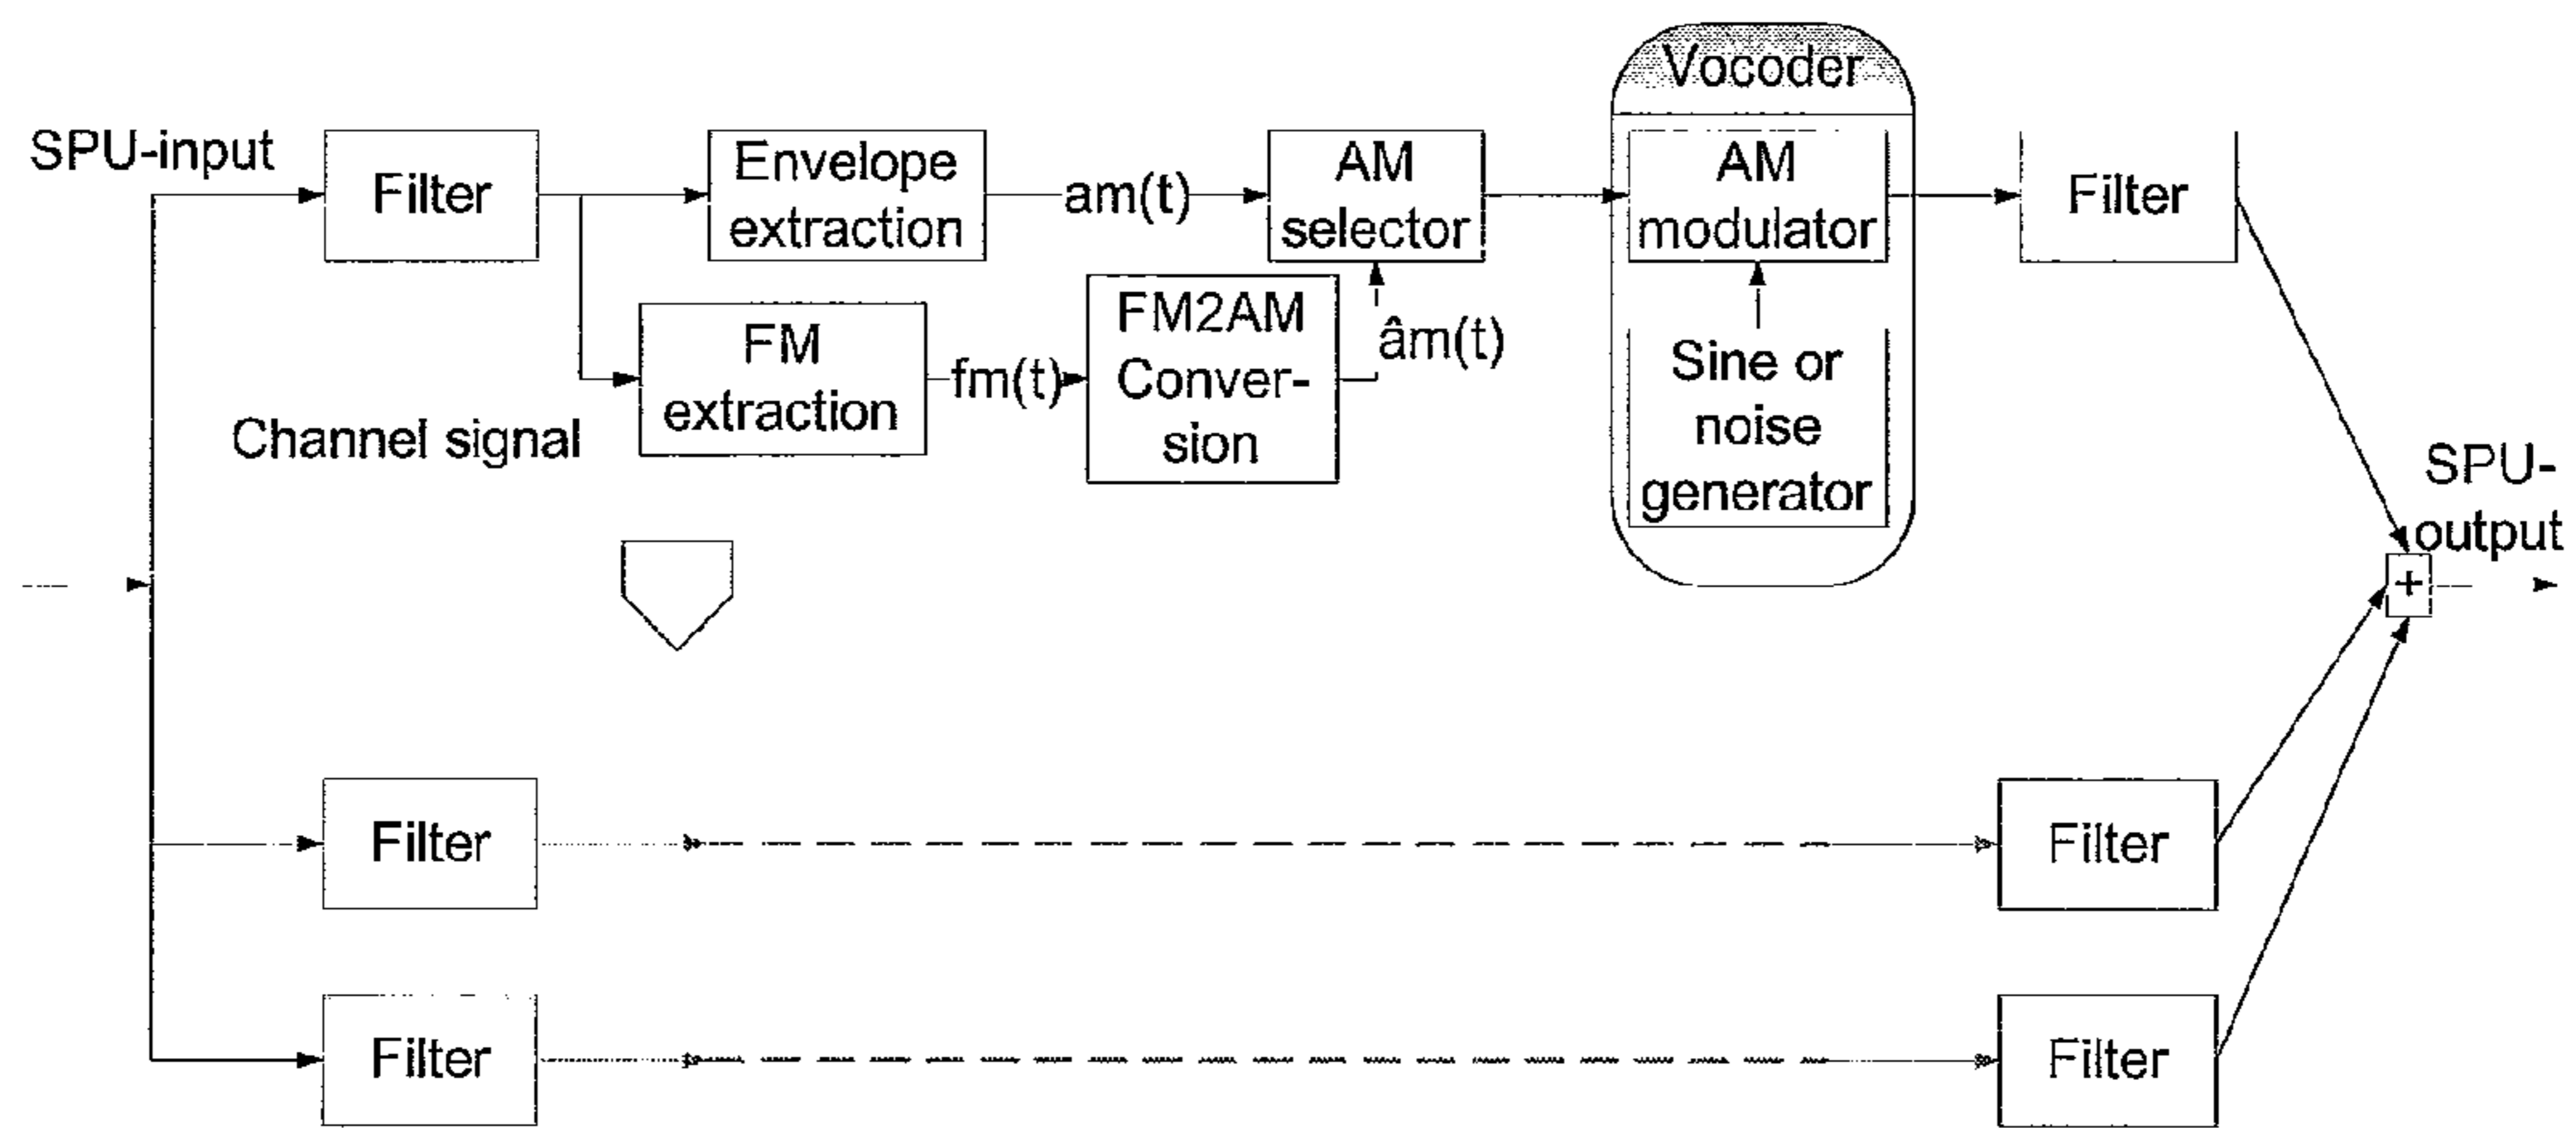 Vocoder
SPU-input
Filter
Envelope
extraction
am(t)
AM
selector
AM
modulator
Filter
FM
extraction
fm(t)
FM2AM
Conver-
sion
âm(t)
Sine or
noise
generator
Channel signal
SPU-
output
+
Filter
Filter
Filter
Filter